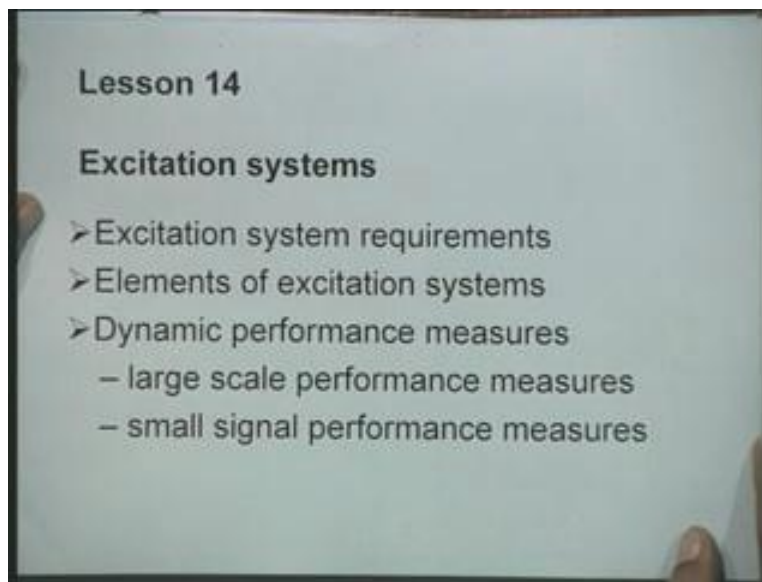 Lesson 14
Excitation systems
➢Excitation system requirements
➢Elements of excitation systems
➢Dynamic performance measures
– large scale performance measures
– small signal performance measures